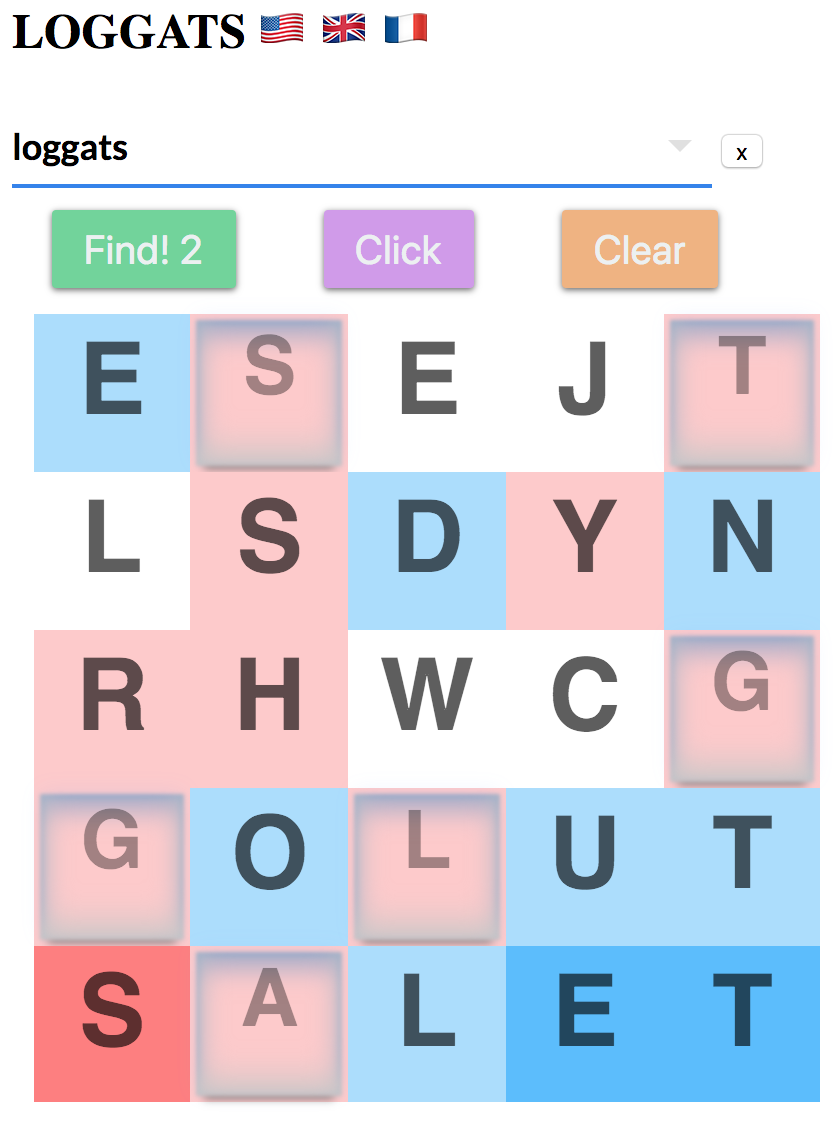 LOGGATS 🇺🇸 🇬🇧 🇫🇷
loggats x
Find! 2 Click Clear
E S E J T
L S D Y N
R H W C G
G O L U T
S A L E T